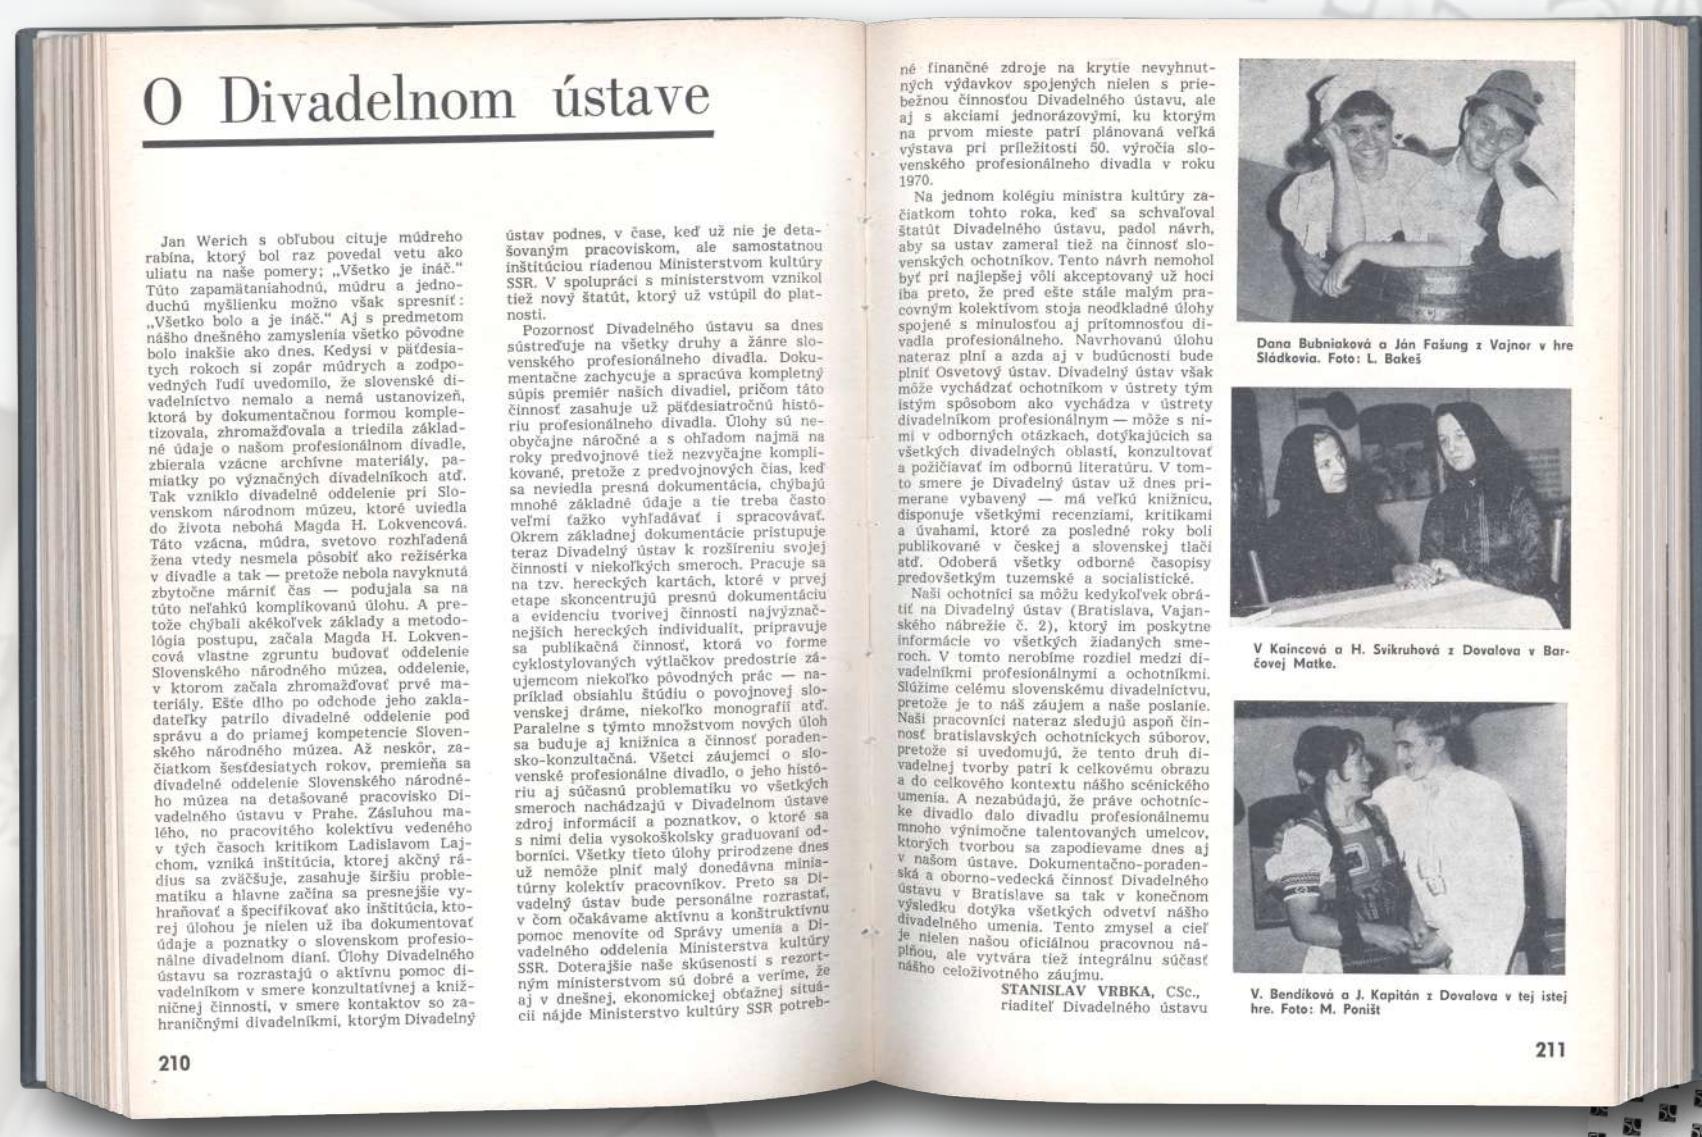 O Divadelnom ústave
Jan Werich s obľubou cituje múdreho
rabína, ktorý bol raz povedal vetu ako
uliatu na naše pomery: „Všetko je ináč.“
Túto zapamätaniahodnú, múdru a jedno-
duchú myšlienku možno však spresniť:
„Všetko bolo a je ináč.“ Aj s predmetom
nášho dnešného zamyslenia všetko pôvodne
bolo inakšie ako dnes. Kedysi v päťdesia-
tych rokoch si zopár múdrych a zodpo-
vedných ľudí uvedomilo, že slovenské di-
vadelníctvo nemalo a nemá ustanovizeň,
ktorá by dokumentačnou formou komple-
tizovala, zhromažďovala a triedila základ-
né údaje o našom profesionálnom divadle,
zbierala vzácne archívne materiály, pa-
miatky po význačných divadelníkoch atď.
Tak vzniklo divadelné oddelenie pri Slo-
venskom národnom múzeu, ktoré uviedla
do života nebohá Magda H. Lokvencová.
Táto vzácna, múdra, svetovo rozhľadená
žena vtedy nesmela pôsobiť ako režisérka
v divadle a tak — pretože nebola navyknutá
zbytočne márniť čas — podujala sa na
túto neľahkú komplikovanú úlohu. A pre-
tože chýbali akékoľvek základy a metodo-
lógia postupu, začala Magda H. Lokven-
cová vlastne zgruntu budovať oddelenie
Slovenského národného múzea, oddelenie,
v ktorom začala zhromažďovať prvé ma-
teriály. Ešte dlho po odchode jeho zakla-
dateľky patrilo divadelné oddelenie pod
správu a do priamej kompetencie Sloven-
ského národného múzea. Až neskôr, za-
čiatkom šesťdesiatych rokov, premieňa sa
divadelné oddelenie Slovenského národné-
ho múzea na detašované pracovisko Di-
vadelného ústavu v Prahe. Zásluhou ma-
lého, no pracovitého kolektívu vedeného
v tých časoch kritikom Ladislavom Laj-
chom, vzniká inštitúcia, ktorej akčný rá-
dius sa zväčšuje, zasahuje širšiu proble-
matiku a hlavne začína sa presnejšie vy-
hraňovať a špecifikovať ako inštitúcia, kto-
rej úlohou je nielen už iba dokumentovať
údaje a poznatky o slovenskom profesio-
nálne divadelnom dianí. Úlohy Divadelného
ústavu sa rozrastajú o aktívnu pomoc di-
vadelníkom v smere konzultatívnej a kniž-
ničnej činnosti, v smere kontaktov so za-
hraničnými divadelníkmi, ktorým Divadelný
ústav podnes, v čase, keď už nie je deta-
šovaným pracoviskom, ale samostatnou
inštitúciou riadenou Ministerstvom kultúry
SSR. V spolupráci s ministerstvom vznikol
tiež nový štatút, ktorý už vstúpil do plat-
nosti.
Pozornosť Divadelného ústavu sa dnes
sústreďuje na všetky druhy a žánre slo-
venského profesionálneho divadla. Doku-
mentačne zachycuje a spracúva kompletný
súpis premiér našich divadiel, pričom táto
činnosť zasahuje už päťdesiatročnú histó-
riu profesionálneho divadla. Úlohy sú ne-
obyčajne náročné a s ohľadom najmä na
roky predvojnové tiež nezvyčajne kompli-
kované, pretože z predvojnových čias, keď
sa neviedla presná dokumentácia, chýbajú
mnohé základné údaje a tie treba často
veľmi ťažko vyhľadávať i spracovávať.
Okrem základnej dokumentácie pristupuje
teraz Divadelný ústav k rozšíreniu svojej
činnosti v niekoľkých smeroch. Pracuje sa
na tzv. hereckých kartách, ktoré v prvej
etape skoncentrujú presnú dokumentáciu
a evidenciu tvorivej činnosti najvýznač-
nejších hereckých individualít, pripravuje
sa publikačná činnosť, ktorá vo forme
cyklostylovaných výtlačkov predostrie zá-
ujemcom niekoľko pôvodných prác — na-
príklad obsiahlu štúdiu o povojnovej slo-
venskej dráme, niekoľko monografií atď.
Paralelne s týmto množstvom nových úloh
sa buduje aj knižnica a činnosť poraden-
sko-konzultačná. Všetci záujemci o slo-
venské profesionálne divadlo, o jeho histó-
riu aj súčasnú problematiku vo všetkých
smeroch nachádzajú v Divadelnom ústave
zdroj informácií a poznatkov, o ktoré sa
s nimi delia vysokoškolsky graduovaní od-
borníci. Všetky tieto úlohy prirodzene dnes
už nemôže plniť malý donedávna minia-
túrny kolektív pracovníkov. Preto sa Di-
vadelný ústav bude personálne rozrastať,
v čom očakávame aktívnu a konštruktívnu
pomoc menovite od Správy umenia a Di-
vadelného oddelenia Ministerstva kultúry
SSR. Doterajšie naše skúsenosti s rezort-
ným ministerstvom sú dobré a veríme, že
aj v dnešnej, ekonomickej obťažnej situá-
cii nájde Ministerstvo kultúry SSR potreb-
210
né finančné zdroje na krytie nevyhnut-
ných výdavkov spojených nielen s prie-
bežnou činnosťou Divadelného ústavu, ale
aj s akciami jednorázovými, ku ktorým
na prvom mieste patrí plánovaná veľká
výstava pri príležitosti 50. výročia slo-
venského profesionálneho divadla v roku
1970.
Na jednom kolégiu ministra kultúry za-
čiatkom tohto roka, keď sa schvaľoval
štatút Divadelného ústavu, padol návrh,
aby sa ustav zameral tiež na činnosť slo-
venských ochotníkov. Tento návrh nemohol
byť pri najlepšej vôli akceptovaný už hoci
iba preto, že pred ešte stále malým pra-
covným kolektívom stoja neodkladné úlohy
spojené s minulosťou aj prítomnosťou di-
vadla profesionálneho. Navrhovanú úlohu
nateraz plní a azda aj v budúcnosti bude
plniť Osvetový ústav. Divadelný ústav však
môže vychádzať ochotníkom v ústrety tým
istým spôsobom ako vychádza v ústrety
divadelníkom profesionálnym — môže s ni-
mi v odborných otázkach, dotýkajúcich sa
všetkých divadelných oblastí, konzultovať
a požičiavať im odbornú literatúru. V tom-
to smere je Divadelný ústav už dnes pri-
merane vybavený — má veľkú knižnicu,
disponuje všetkými recenziami, kritikami
a úvahami, ktoré za posledné roky boli
publikované v českej a slovenskej tlači
atď. Odoberá všetky odborné časopisy
predovšetkým tuzemské a socialistické.
Naši ochotníci sa môžu kedykoľvek obrá-
tiť na Divadelný ústav (Bratislava, Vajan-
ského nábrežie č. 2), ktorý im poskytne
informácie vo všetkých žiadaných sme-
roch. V tomto nerobíme rozdiel medzi di-
vadelníkmi profesionálnymi a ochotníkmi.
Slúžime celému slovenskému divadelníctvu,
pretože je to náš záujem a naše poslanie.
Naši pracovníci nateraz sledujú aspoň čin-
nosť bratislavských ochotníckych súborov,
pretože si uvedomujú, že tento druh di-
vadelnej tvorby patrí k celkovému obrazu
a do celkového kontextu nášho scénického
umenia. A nezabúdajú, že práve ochotníc-
ke divadlo dalo divadlu profesionálnemu
mnoho výnimočne talentovaných umelcov,
ktorých tvorbou sa zapodievame dnes aj
v našom ústave. Dokumentačno-poraden-
ská a oborno-vedecká činnosť Divadelného
ústavu v Bratislave sa tak v konečnom
výsledku dotýka všetkých odvetví nášho
divadelného umenia. Tento zmysel a cieľ
je nielen našou oficiálnou pracovnou ná-
plňou, ale vytvára tiež integrálnu súčasť
nášho celoživotného záujmu.
STANISLAV VRBKA, CSc.,
riaditeľ Divadelného ústavu
Dana Bubniaková a Ján Fašung z Vajnor v hre
Sládkovia. Foto: L. Bakeš
V Kaincová a H. Svikruhová z Dovalova v Bar-
čovej Matke.
V. Bendíková a J. Kapitán z Dovalova v tej istej
hre. Foto: M. Poništ
211